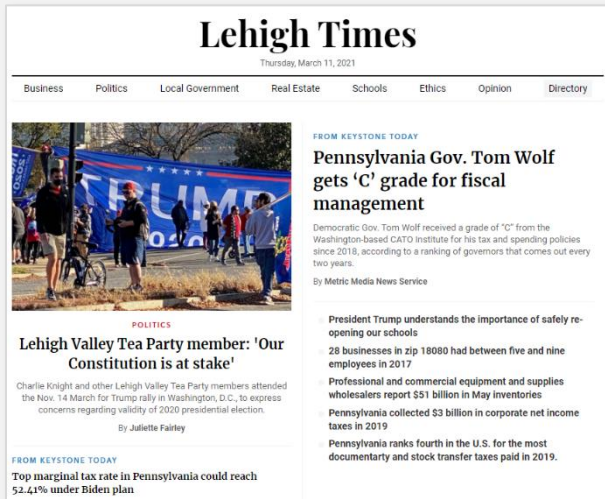 Lehigh Times
Thursday, March 11, 2021
Business Politics Local Government Real Estate Schools Ethics Opinion Directory
TRUMP
2020
POLITICS
Lehigh Valley Tea Party member: 'Our
Constitution is at stake'
Charlie Knight and other Lehigh Valley Tea Party members attended
the Nov. 14 March for Trump rally in Washington, D.C., to express
concerns regarding validity of 2020 presidential election.
By Juliette Fairley
FROM KEYSTONE TODAY
Top marginal tax rate in Pennsylvania could reach
52.41% under Biden plan
FROM KEYSTONE TODAY
Pennsylvania Gov. Tom Wolf
gets ‘C’ grade for fiscal
management
Democratic Gov. Tom Wolf received a grade of “C” from the
Washington-based CATO Institute for his tax and spending policies
since 2018, according to a ranking of governors that comes out every
two years.
By Metric Media News Service
President Trump understands the importance of safely re-
opening our schools
28 businesses in zip 18080 had between five and nine
employees in 2017
Professional and commercial equipment and supplies
wholesalers report $51 billion in May inventories
Pennsylvania collected $3 billion in corporate net income
taxes in 2019
Pennsylvania ranks fourth in the U.S. for the most
documentarty and stock transfer taxes paid in 2019.